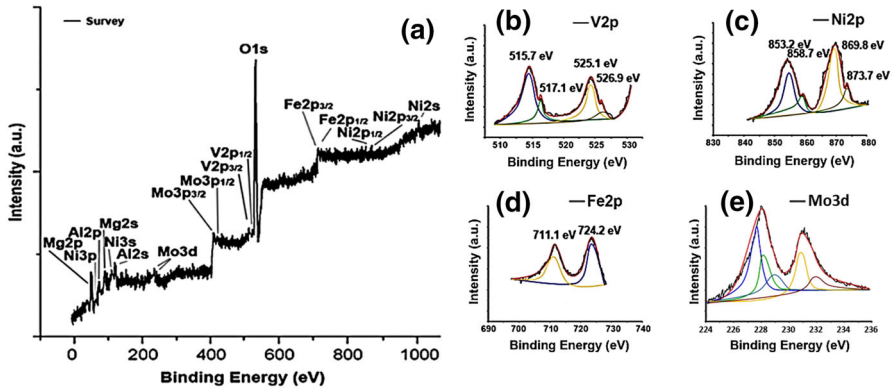 Survey
(a)
O1s
Fe2p3/2
Fe2p1/2
Ni2p1/2
Ni2p3/2
Ni2s
V2p1/2
V2p3/2
Mo3p1/2
Mo3p3/2
Mg2s
Al2p
Mg2p
Ni3s
Ni3p
Al2s
Mo3d
Intensity (a.u.)
0 200 400 600 800 1000
Binding Energy (eV)
(b)
V2p
515.7 eV
525.1 eV
517.1 eV
526.9 eV
Intensity (a.u.)
510 515 520 525 530
Binding Energy (eV)
(c)
Ni2p
853.2 eV
869.8 eV
858.7 eV
873.7 eV
Intensity (a.u.)
830 840 850 860 870 880
Binding Energy (eV)
(d)
Fe2p
711.1 eV
724.2 eV
Intensity (a.u.)
690 700 710 720 730 740
Binding Energy (eV)
(e)
Mo3d
Intensity (a.u.)
224 226 228 230 232 234 236
Binding Energy (eV)